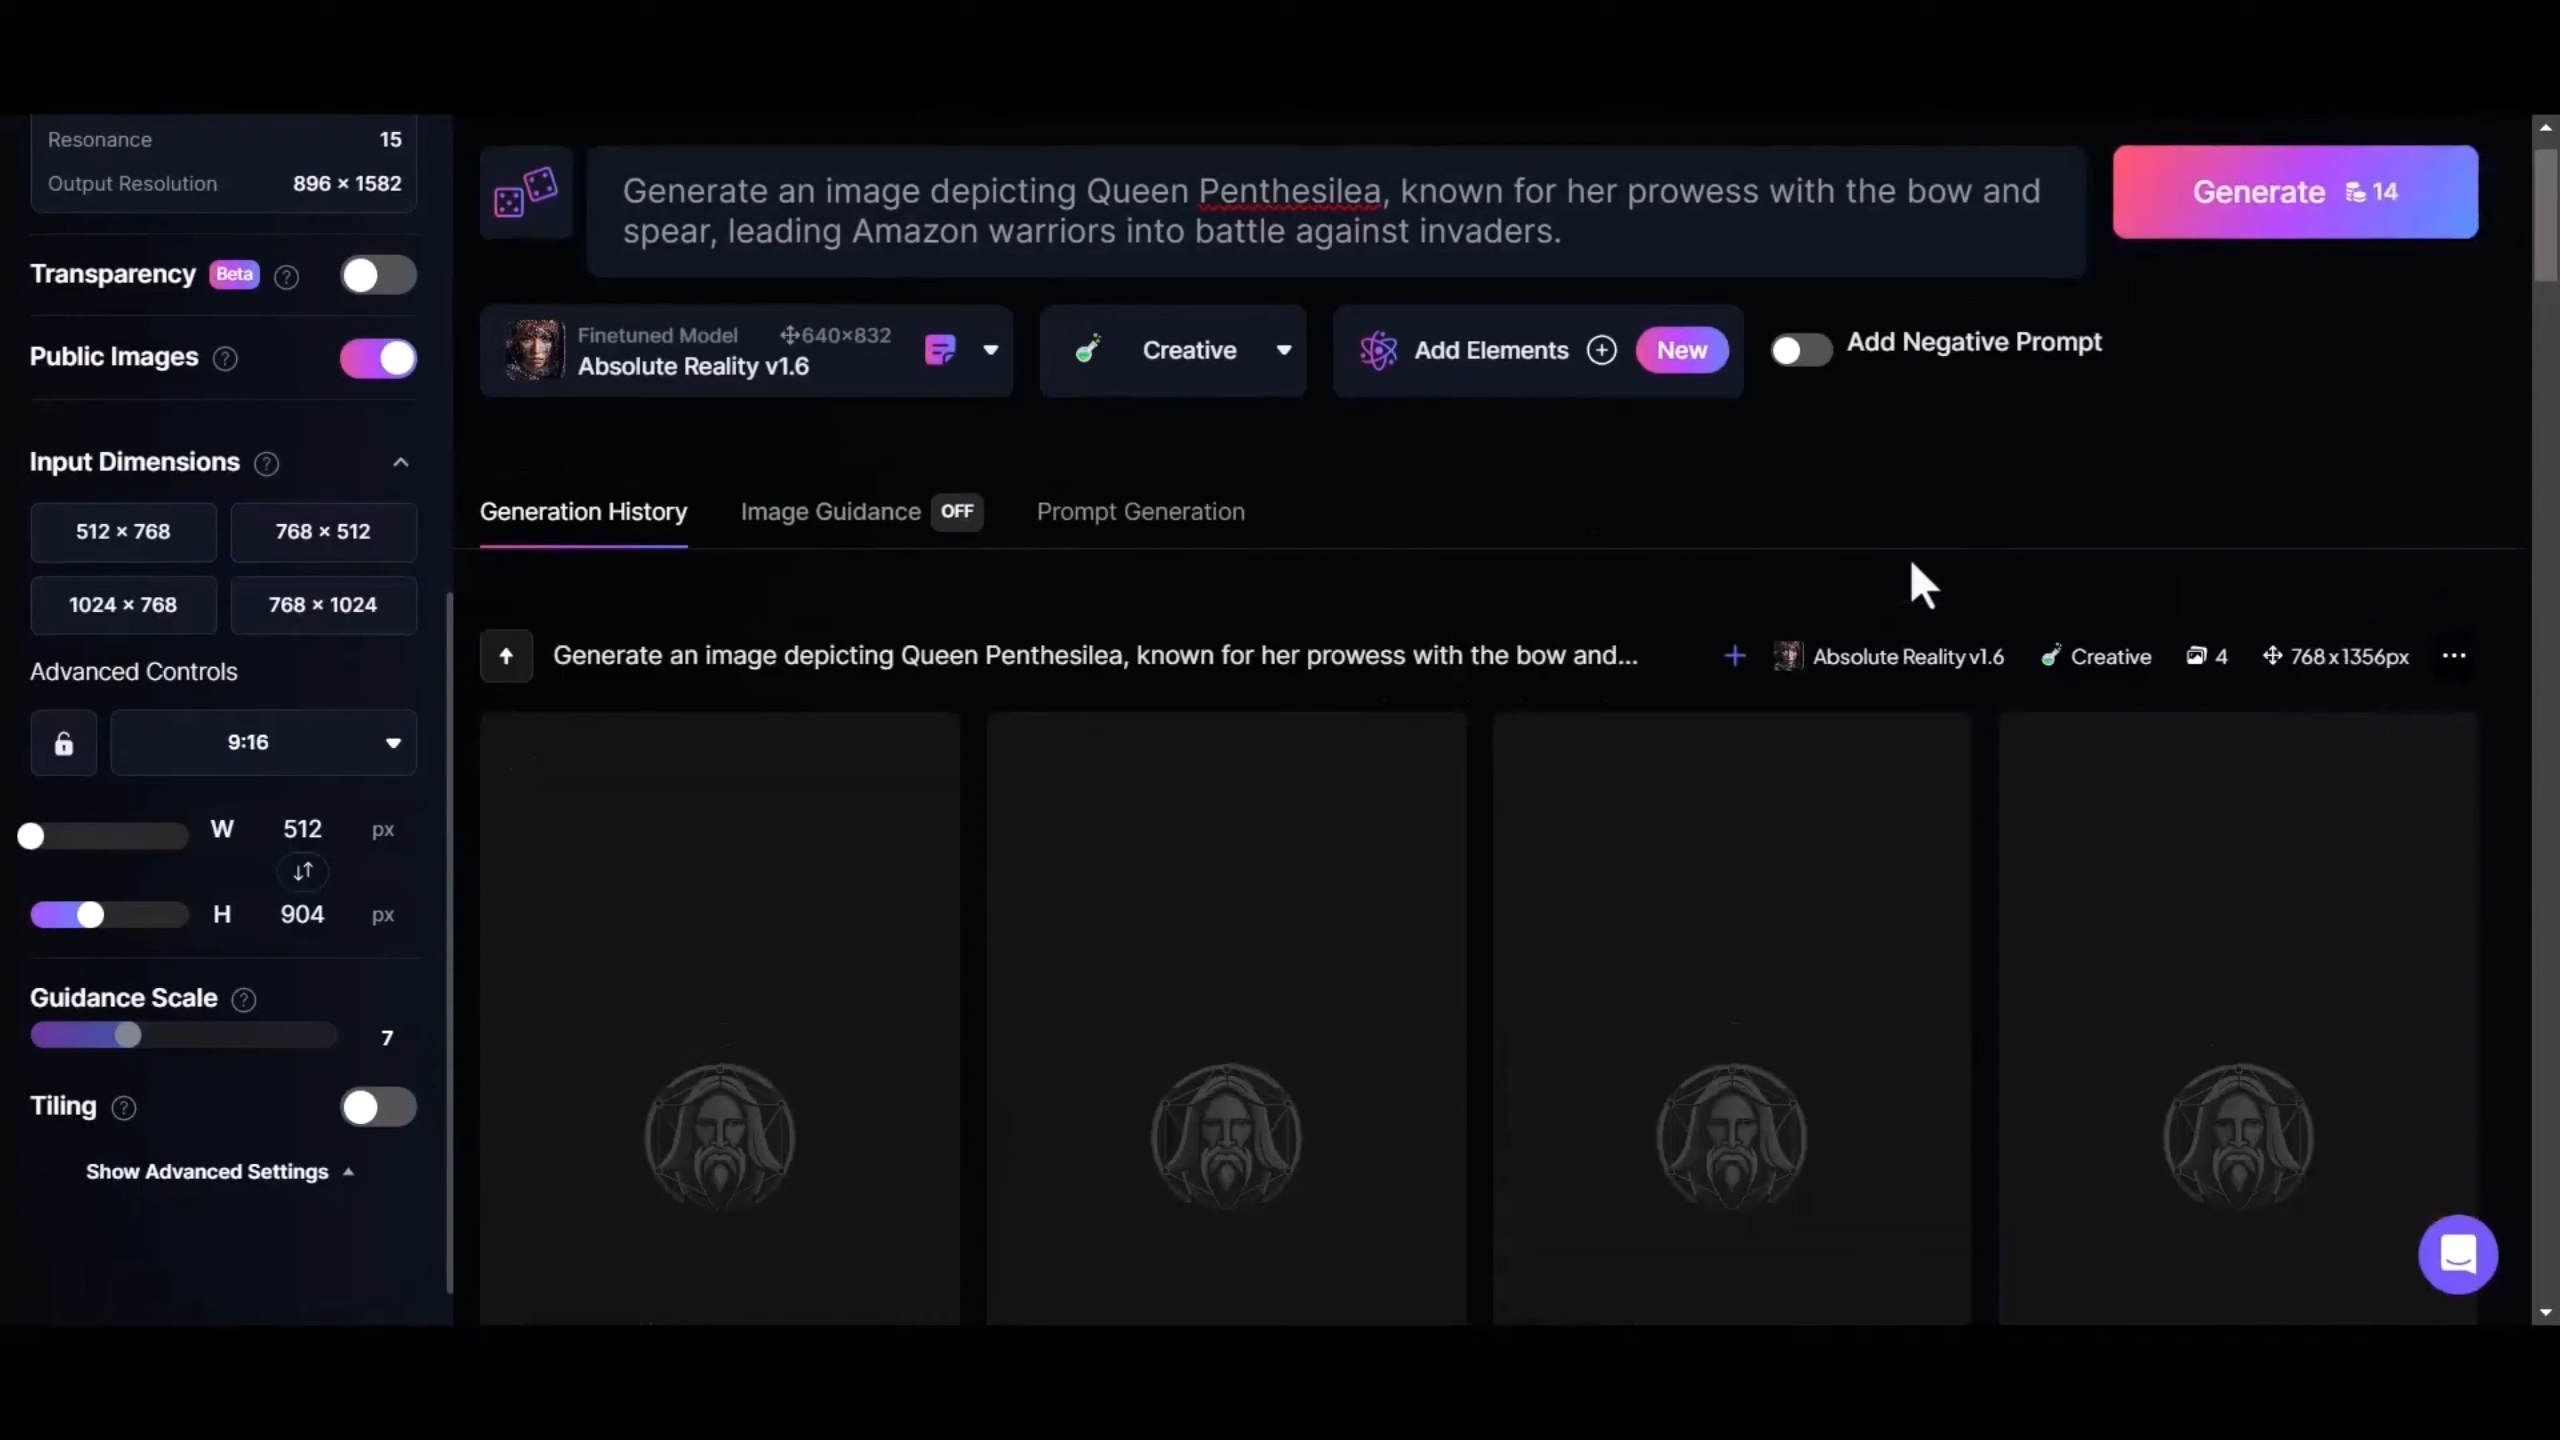 Resonance 15
Output Resolution 896 × 1582
Transparency Beta ?
Public Images ?
Input Dimensions ?
512 × 768 768 × 512
1024 × 768 768 × 1024
Advanced Controls
9:16
W 512 px
H 904 px
Guidance Scale ?
7
Tiling ?
Show Advanced Settings
Generate an image depicting Queen Penthesilea, known for her prowess with the bow and
spear, leading Amazon warriors into battle against invaders.
Generate 14
Finetuned Model 640×832
Absolute Reality v1.6
Creative
Add Elements New
Add Negative Prompt
Generation History Image Guidance OFF Prompt Generation
Generate an image depicting Queen Penthesilea, known for her prowess with the bow and... Absolute Reality v1.6 Creative 4 768 x 1356px